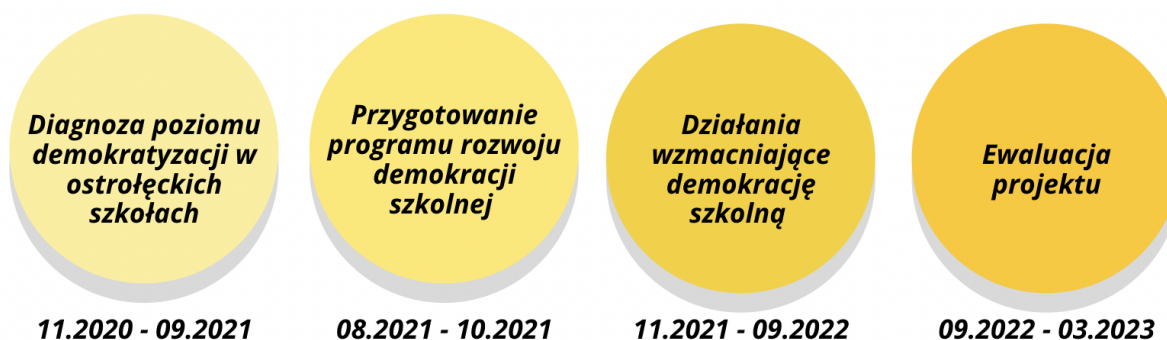 Diagnoza poziomu
demokratyzacji w
ostrołęckich
szkołach
11.2020 - 09.2021
Przygotowanie
programu rozwoju
demokracji
szkolnej
08.2021 - 10.2021
Działania
wzmacniające
demokrację
szkolną
11.2021 - 09.2022
Ewaluacja
projektu
09.2022 - 03.2023